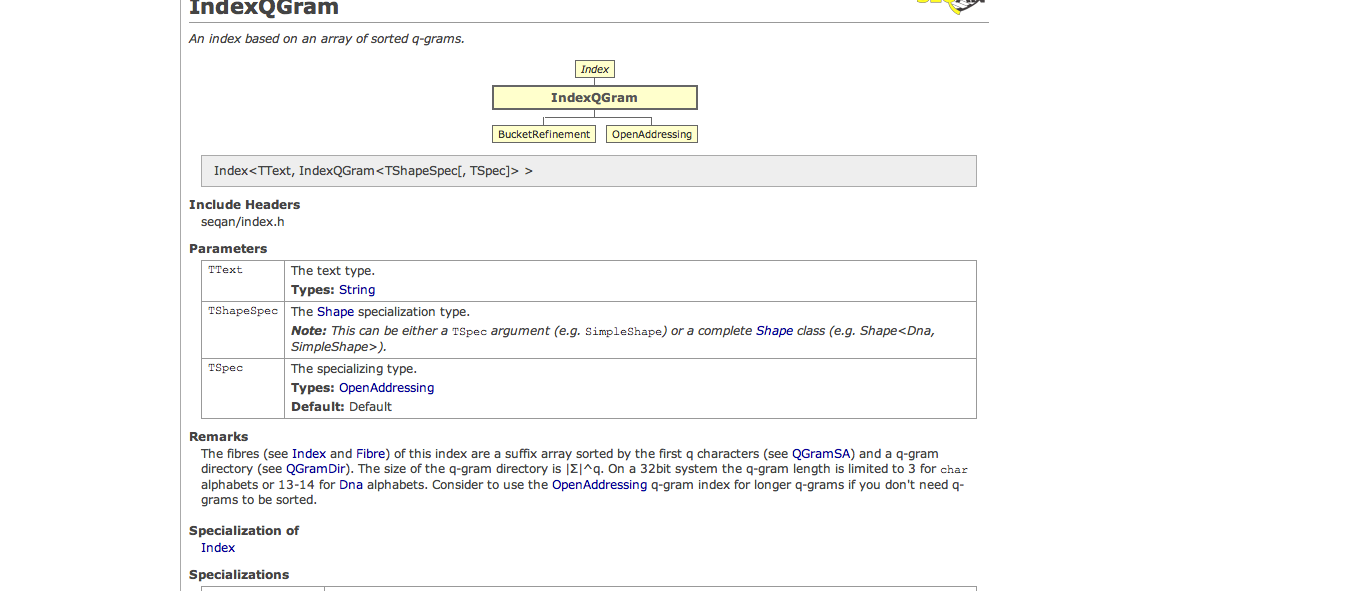 IndexQGram
An index based on an array of sorted q-grams.
Index
IndexQGram
BucketRefinement OpenAddressing
Index<TText, IndexQGram<TShapeSpec[, TSpec]> >
Include Headers
seqan/index.h
Parameters
TText The text type.
Types: String
TShapeSpec The Shape specialization type.
Note: This can be either a TSpec argument (e.g. SimpleShape) or a complete Shape class (e.g. Shape<Dna,
SimpleShape>).
TSpec The specializing type.
Types: OpenAddressing
Default: Default
Remarks
The fibres (see Index and Fibre) of this index are a suffix array sorted by the first q characters (see QGramSA) and a q-gram
directory (see QGramDir). The size of the q-gram directory is |Σ|^q. On a 32bit system the q-gram length is limited to 3 for char
alphabets or 13-14 for Dna alphabets. Consider to use the OpenAddressing q-gram index for longer q-grams if you don't need q-
grams to be sorted.
Specialization of
Index
Specializations